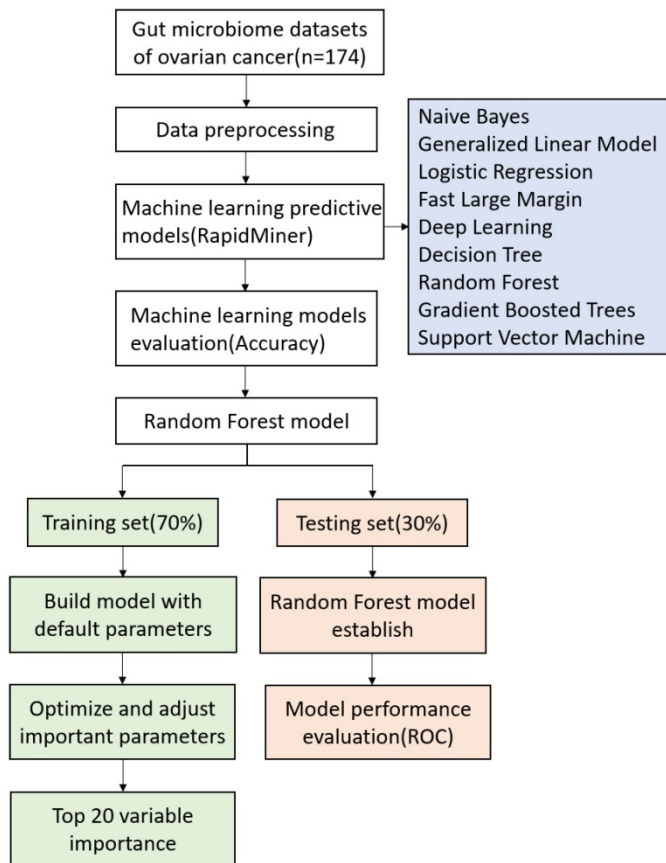 Gut microbiome datasets
of ovarian cancer(n=174)
Data preprocessing
Machine learning predictive
models(RapidMiner)
Naive Bayes
Generalized Linear Model
Logistic Regression
Fast Large Margin
Deep Learning
Decision Tree
Random Forest
Gradient Boosted Trees
Support Vector Machine
Machine learning models
evaluation(Accuracy)
Random Forest model
Training set(70%)
Build model with
default parameters
Optimize and adjust
important parameters
Top 20 variable
importance
Testing set(30%)
Random Forest model
establish
Model performance
evaluation(ROC)